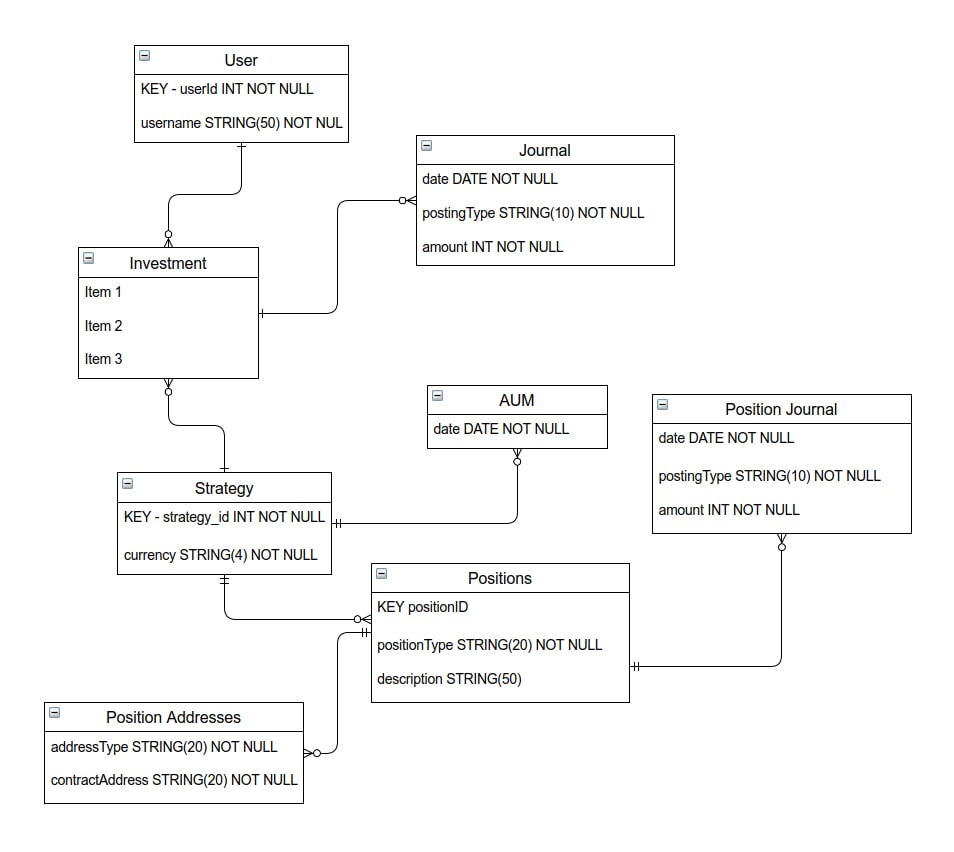 User
KEY - userId INT NOT NULL
username STRING(50) NOT NUL
Journal
date DATE NOT NULL
postingType STRING(10) NOT NULL
amount INT NOT NULL
Investment
Item 1
Item 2
Item 3
AUM
date DATE NOT NULL
Position Journal
date DATE NOT NULL
postingType STRING(10) NOT NULL
amount INT NOT NULL
Strategy
KEY - strategy_id INT NOT NULL
currency STRING(4) NOT NULL
Positions
KEY positionID
positionType STRING(20) NOT NULL
description STRING(50)
Position Addresses
addressType STRING(20) NOT NULL
contractAddress STRING(20) NOT NULL